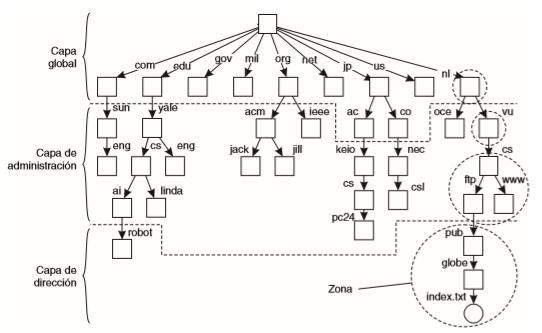 Capa
global
com
edu
gov
mil
org
net
jp
us
nl
sun
yale
acm
ieee
ac
co
oce
vu
Capa de
administración
eng
cs
eng
jack
jill
keio
nec
cs
ai
linda
cs
csl
ftp
www
pc24
robot
pub
Capa de
dirección
globe
Zona
index.txt